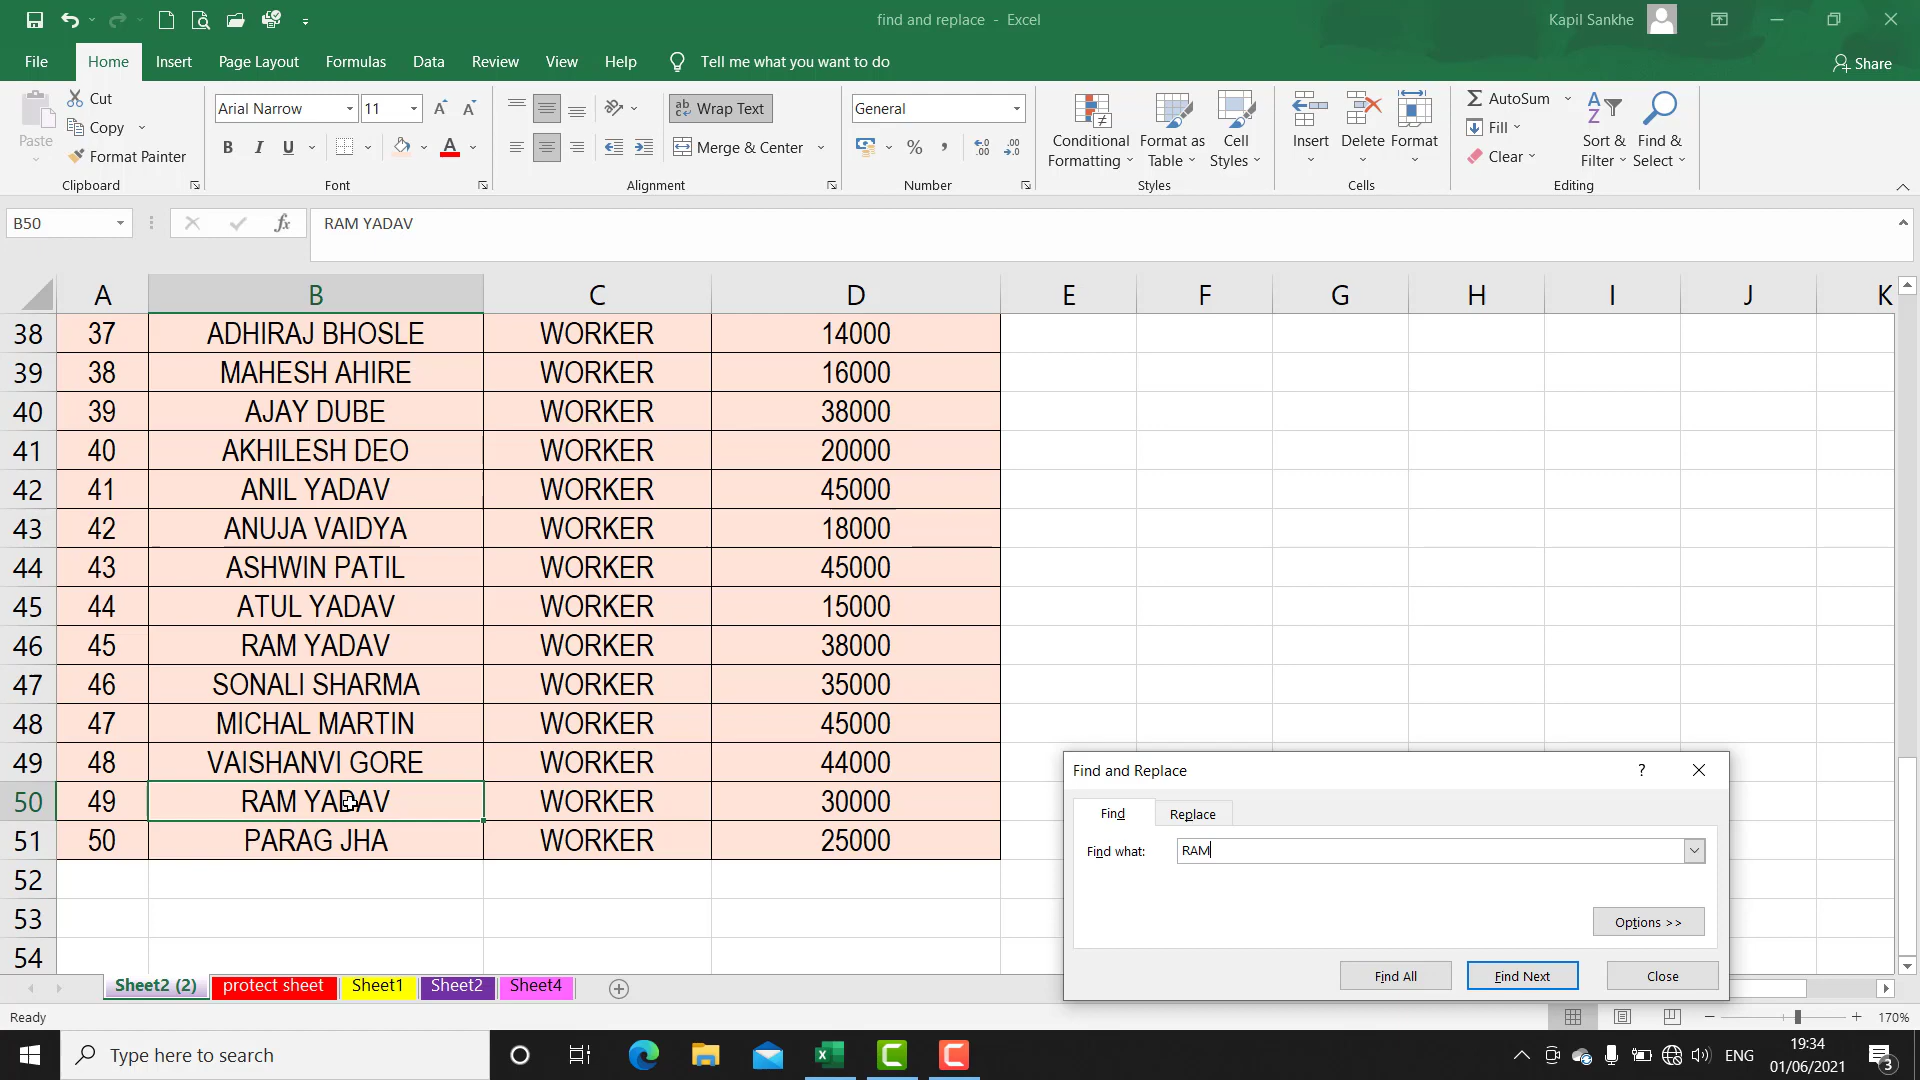 find and replace - Excel
Kapil Sankhe
File Home Insert Page Layout Formulas Data Review View Help Tell me what you want to do
Share
Paste
Cut
Copy
Format Painter
Clipboard
Arial Narrow 11
B I U
Font
Wrap Text
Merge & Center
Alignment
General
Number
Conditional Formatting
Format as Table
Cell Styles
Styles
Insert Delete Format
Cells
AutoSum
Fill
Clear
Sort & Filter
Find & Select
Editing
B50 fx RAM YADAV
A B C D E F G H I J K
38 37 ADHIRAJ BHOSLE WORKER 14000
39 38 MAHESH AHIRE WORKER 16000
40 39 AJAY DUBE WORKER 38000
41 40 AKHILESH DEO WORKER 20000
42 41 ANIL YADAV WORKER 45000
43 42 ANUJA VAIDYA WORKER 18000
44 43 ASHWIN PATIL WORKER 45000
45 44 ATUL YADAV WORKER 15000
46 45 RAM YADAV WORKER 38000
47 46 SONALI SHARMA WORKER 35000
48 47 MICHAL MARTIN WORKER 45000
49 48 VAISHANVI GORE WORKER 44000
50 49 RAM YADAV WORKER 30000
51 50 PARAG JHA WORKER 25000
52
53
54
Find and Replace ?
Find Replace
Find what: RAM
Options >>
Find All Find Next Close
Sheet2 (2) protect sheet Sheet1 Sheet2 Sheet4
Ready
170%
Type here to search
ENG
19:34
01/06/2021
3